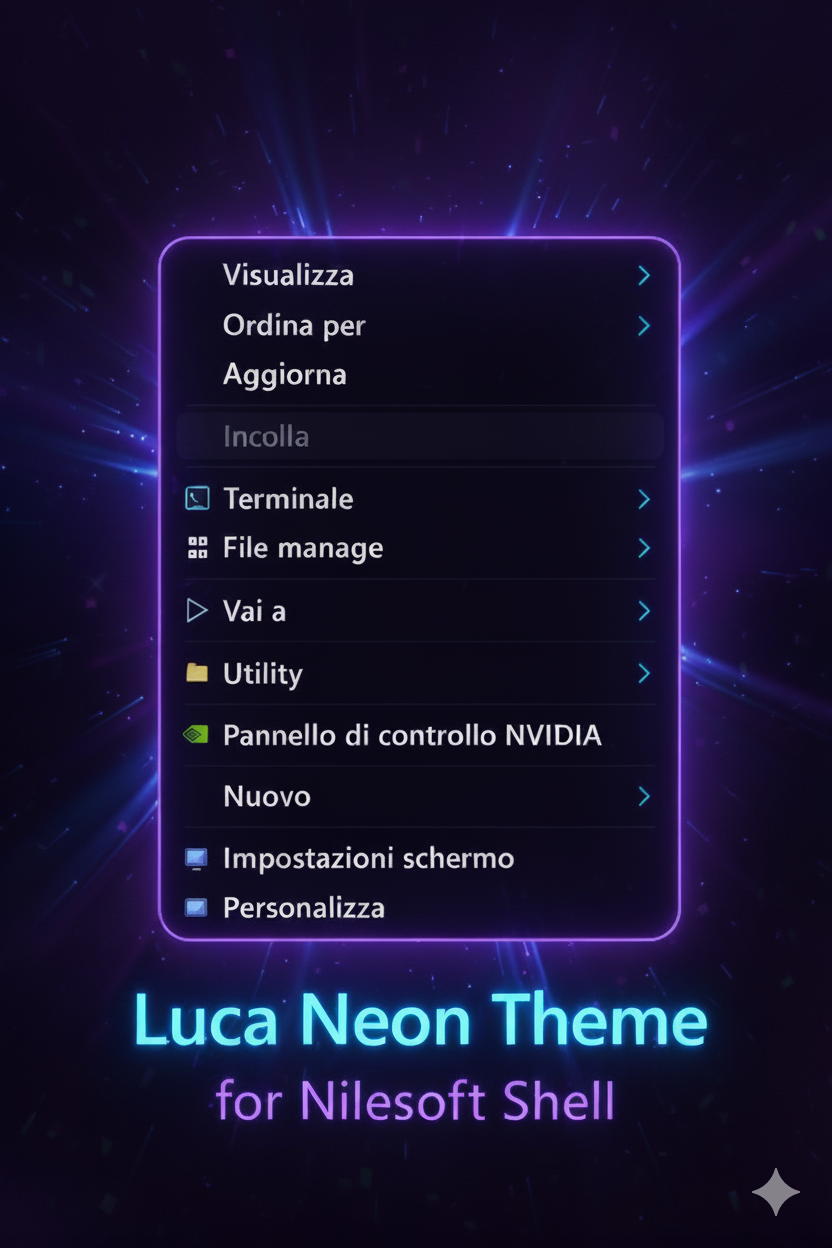 Visualizza
Ordina per
Aggiorna
Incolla
Terminale
File manage
Vai a
Utility
Pannello di controllo NVIDIA
Nuovo
Impostazioni schermo
Personalizza
Luca Neon Theme
for Nilesoft Shell